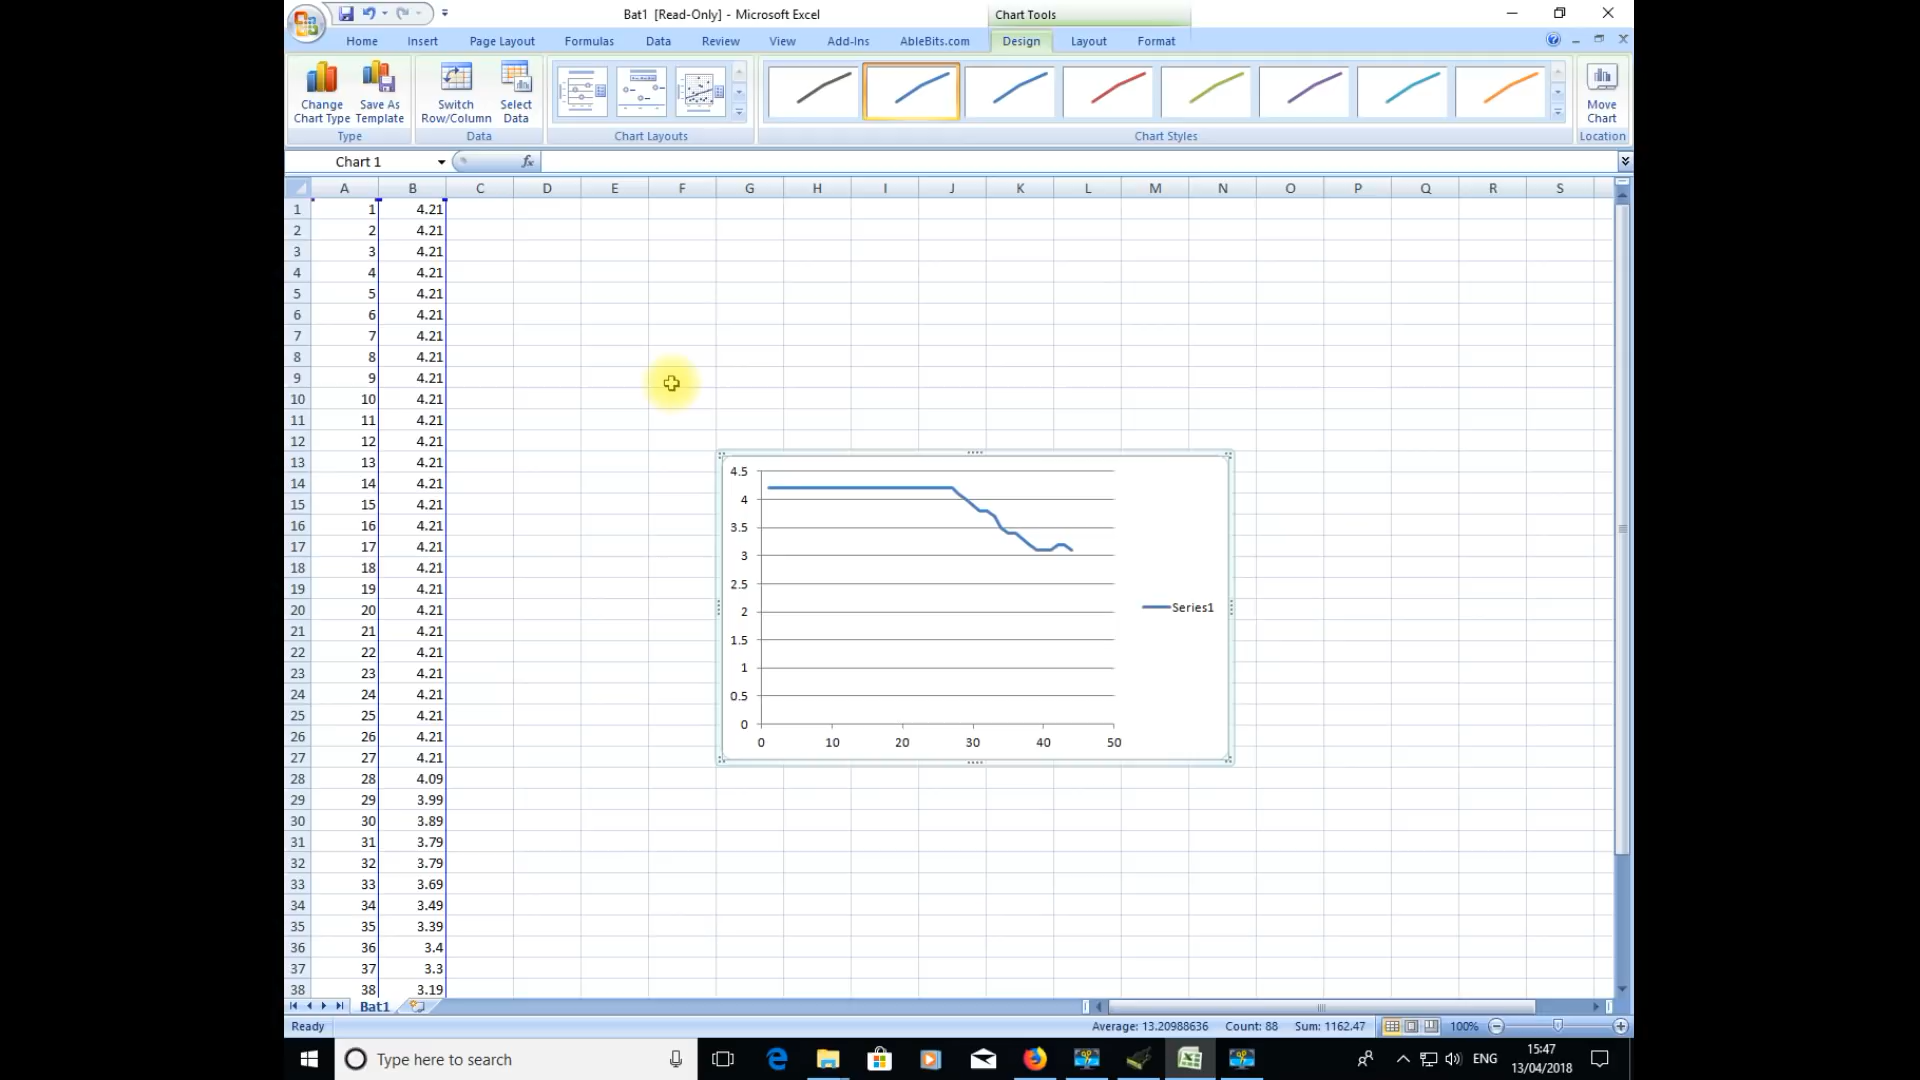 Bat1 [Read-Only] - Microsoft Excel
Chart Tools
Home Insert Page Layout Formulas Data Review View Add-Ins AbleBits.com Design Layout Format
Change Chart Type
Save As Template
Switch Row/Column
Select Data
Move Chart
Type Data Chart Layouts Chart Styles Location
Chart 1 fx
A B C D E F G H I J K L M N O P Q R S
1 1 4.21
2 2 4.21
3 3 4.21
4 4 4.21
5 5 4.21
6 6 4.21
7 7 4.21
8 8 4.21
9 9 4.21
10 10 4.21
11 11 4.21
12 12 4.21
13 13 4.21
14 14 4.21
15 15 4.21
16 16 4.21
17 17 4.21
18 18 4.21
19 19 4.21
20 20 4.21
21 21 4.21
22 22 4.21
23 23 4.21
24 24 4.21
25 25 4.21
26 26 4.21
27 27 4.21
28 28 4.09
29 29 3.99
30 30 3.89
31 31 3.79
32 32 3.79
33 33 3.69
34 34 3.49
35 35 3.39
36 36 3.4
37 37 3.3
38 38 3.19
4.5
4
3.5
3
2.5
2
1.5
1
0.5
0
0 10 20 30 40 50
Series1
Bat1
Ready Average: 13.20988636 Count: 88 Sum: 1162.47 100%
Type here to search
ENG
15:47
13/04/2018